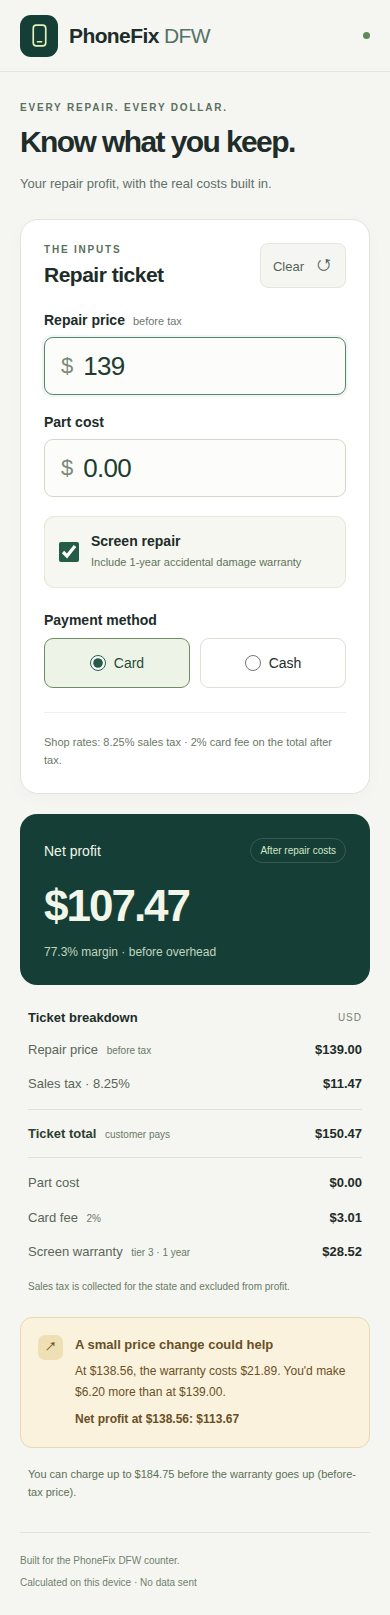 PhoneFix DFW
EVERY REPAIR. EVERY DOLLAR.
Know what you keep.
Your repair profit, with the real costs built in.
THE INPUTS
Repair ticket
Clear
Repair price before tax
$ 139
Part cost
$ 0.00
Screen repair
Include 1-year accidental damage warranty
Payment method
Card
Cash
Shop rates: 8.25% sales tax · 2% card fee on the total after
tax.
Net profit
After repair costs
$107.47
77.3% margin · before overhead
Ticket breakdown USD
Repair price before tax $139.00
Sales tax · 8.25% $11.47
Ticket total customer pays $150.47
Part cost $0.00
Card fee 2% $3.01
Screen warranty tier 3 · 1 year $28.52
Sales tax is collected for the state and excluded from profit.
A small price change could help
At $138.56, the warranty costs $21.89. You'd make
$6.20 more than at $139.00.
Net profit at $138.56: $113.67
You can charge up to $184.75 before the warranty goes up (before-
tax price).
Built for the PhoneFix DFW counter.
Calculated on this device · No data sent